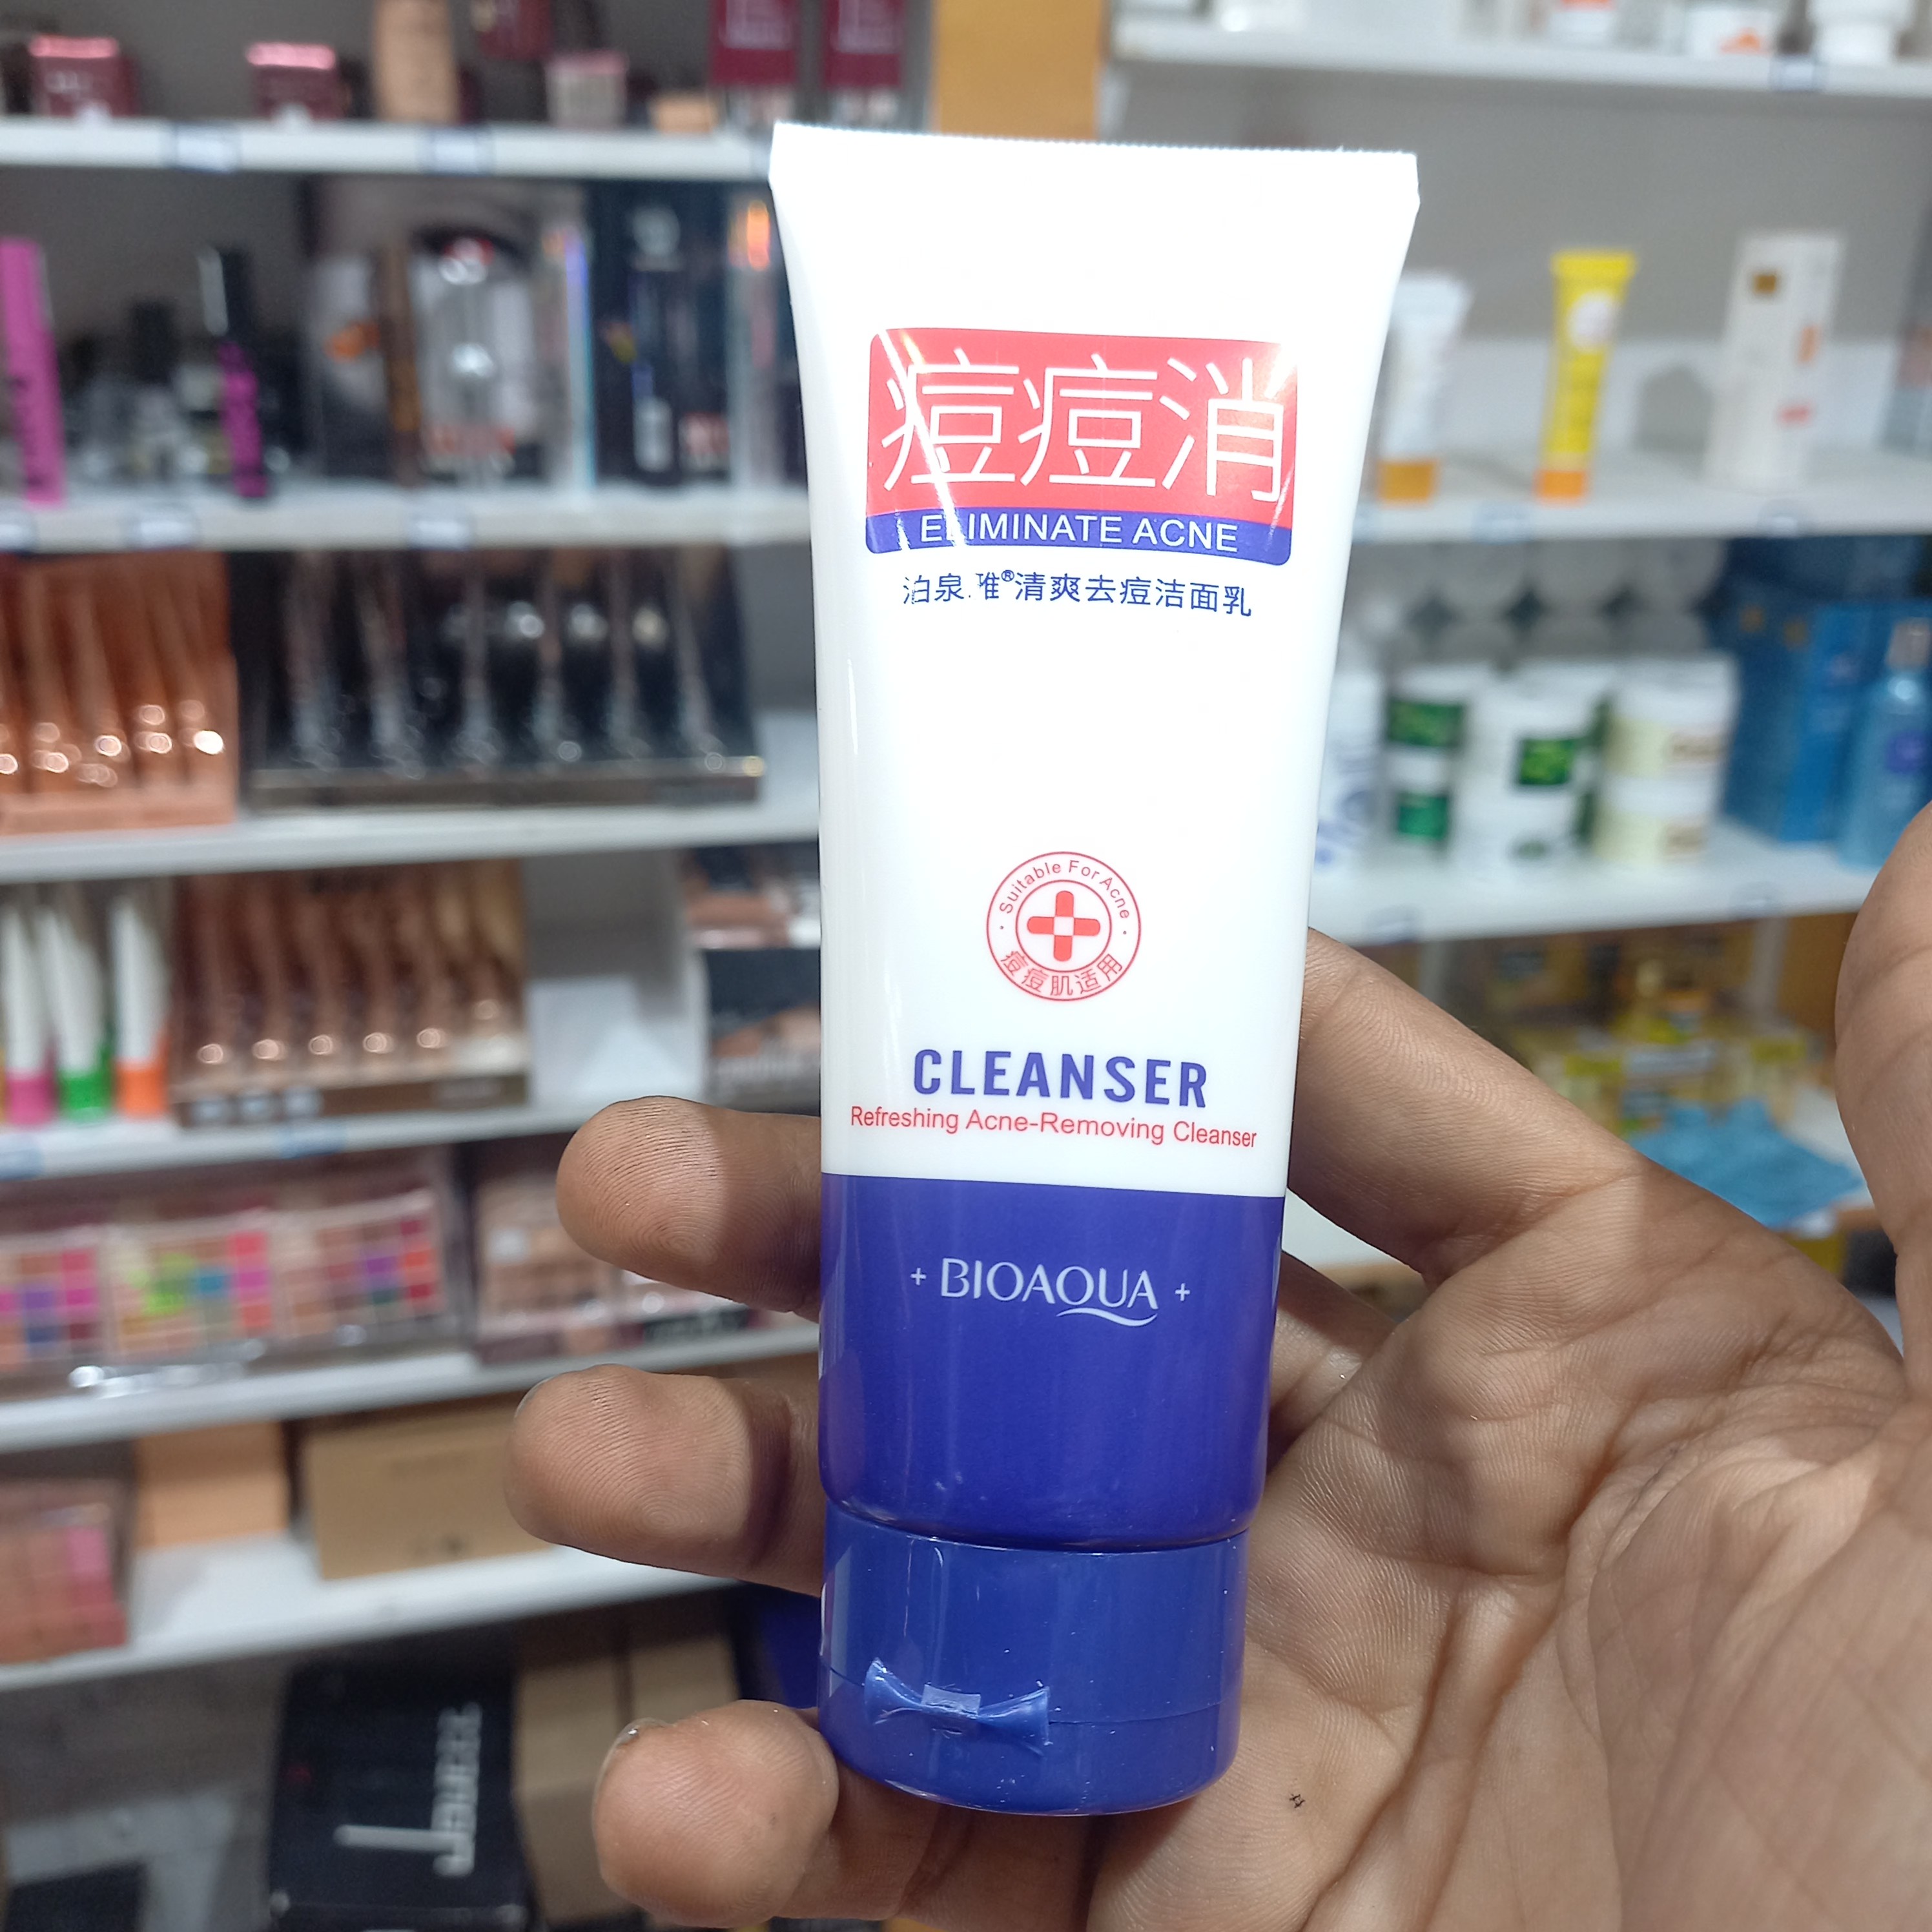 痘痘消
ELIMINATE ACNE
泊泉雅®清爽去痘洁面乳
Suitable For Acne
痘痘肌适用
CLEANSER
Refreshing Acne-Removing Cleanser
+ BIOAQUA +